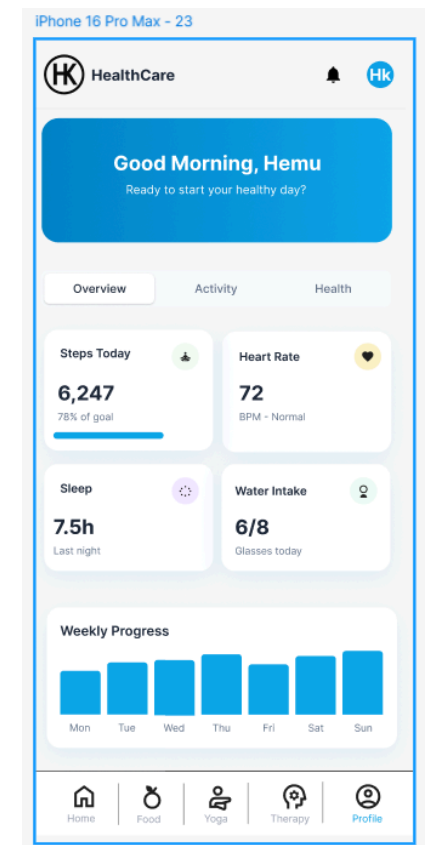 iPhone 16 Pro Max - 23
HK HealthCare Hk
Good Morning, Hemu
Ready to start your healthy day?
Overview Activity Health
Steps Today
6,247
78% of goal
Heart Rate
72
BPM - Normal
Sleep
7.5h
Last night
Water Intake
6/8
Glasses today
Weekly Progress
Mon Tue Wed Thu Fri Sat Sun
Home Food Yoga Therapy Profile